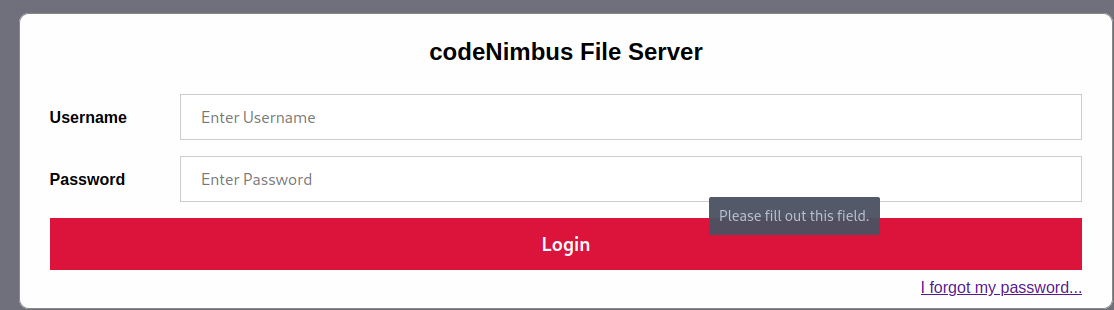 codeNimbus File Server
Username
Enter Username
Password
Enter Password
Please fill out this field.
Login
I forgot my password...